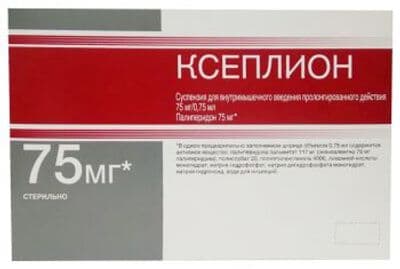 КСЕПЛИОН
Суспензия для внутримышечного введения пролонгированного действия
75 мг/0,75 мл
Палиперидон 75 мг*
*В одном предварительно заполненном шприце объемом 0,75 мл содержится
активное вещество: палиперидона пальмитат 117 мг (эквивалентно 75 мг
палиперидона), полисорбат 20, полиэтиленгликоль 4000, лимонной кислоты
моногидрат, натрия гидрофосфат, натрия дигидрофосфата моногидрат,
натрия гидроксид, вода для инъекций.
75мг*
СТЕРИЛЬНО